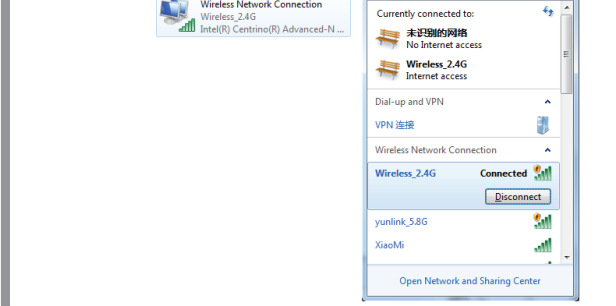 Wireless Network Connection
Wireless_2.4G
Intel(R) Centrino(R) Advanced-N ...
Currently connected to:
未识别的网络
No Internet access
Wireless_2.4G
Internet access
Dial-up and VPN
VPN 连接
Wireless Network Connection
Wireless_2.4G Connected
Disconnect
yunlink_5.8G
XiaoMi
Open Network and Sharing Center